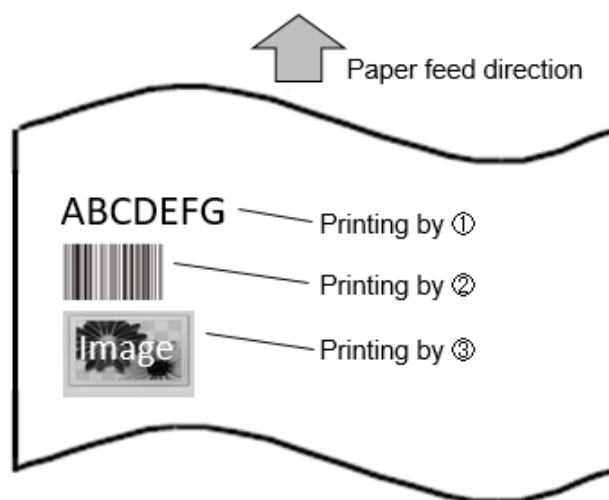 Paper feed direction
ABCDEFG
Printing by ①
Printing by ②
Image
Printing by ③